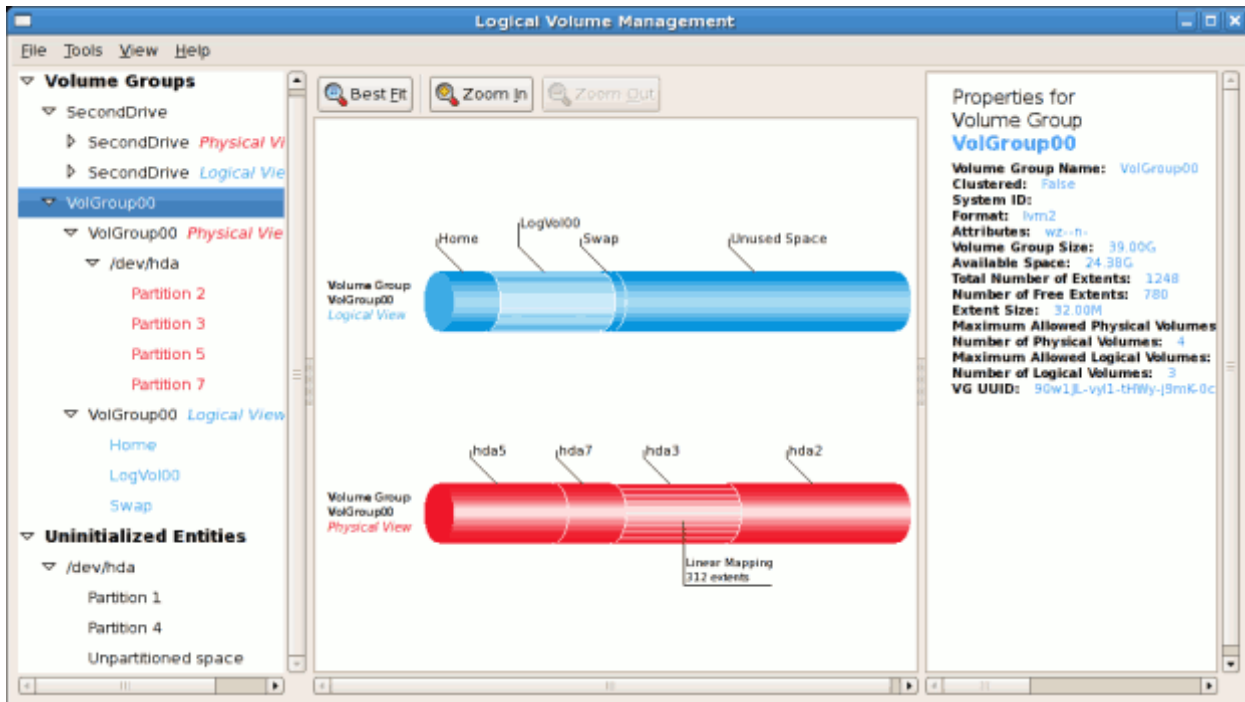 Logical Volume Management
File Tools View Help
Volume Groups
SecondDrive
SecondDrive Physical Vi
SecondDrive Logical Vie
VolGroup00
VolGroup00 Physical Vie
/dev/hda
Partition 2
Partition 3
Partition 5
Partition 7
VolGroup00 Logical View
Home
LogVol00
Swap
Uninitialized Entities
/dev/hda
Partition 1
Partition 4
Unpartitioned space
Best Fit Zoom In Zoom Out
Home LogVol00 Swap Unused Space
Volume Group
VolGroup00
Logical View
hda5 hda7 hda3 hda2
Volume Group
VolGroup00
Physical View
Linear Mapping
312 extents
Properties for
Volume Group
VolGroup00
Volume Group Name: VolGroup00
Clustered: False
System ID:
Format: lvm2
Attributes: wz--n-
Volume Group Size: 39.00G
Available Space: 24.38G
Total Number of Extents: 1248
Number of Free Extents: 780
Extent Size: 32.00M
Maximum Allowed Physical Volumes
Number of Physical Volumes: 4
Maximum Allowed Logical Volumes:
Number of Logical Volumes: 3
VG UUID: